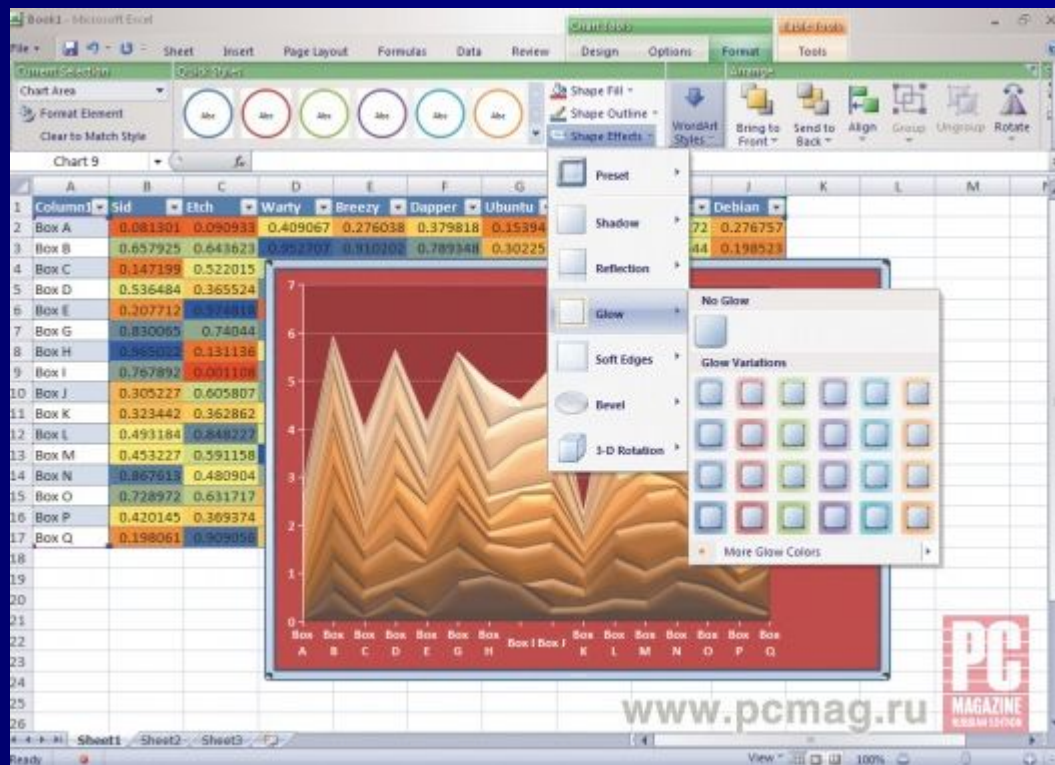 Book1 - Microsoft Excel
Chart Tools
Table Tools
File
Sheet Insert Page Layout Formulas Data Review Design Options Format Tools
Current Selection Quick Styles Arrange
Chart Area
Format Element
Clear to Match Style
Abc Abc Abc Abc Abc Abc
Shape Fill
Shape Outline
Shape Effects
WordArt Styles
Bring to Front
Send to Back
Align
Group
Ungroup
Rotate
Chart 9 fx
A B C D E F G J K L M
1 Column1 Sid Etch Warty Breezy Dapper Ubuntu Debian
2 Box A 0.081301 0.090933 0.409067 0.276038 0.379818 0.15394 72 0.276757
3 Box B 0.657925 0.643623 0.952707 0.910202 0.789348 0.30225 44 0.198523
4 Box C 0.147199 0.522015
5 Box D 0.536484 0.365524
6 Box E 0.207712
7 Box G 0.830065 0.74044
8 Box H 0.131136
9 Box I 0.767892 0.001108
10 Box J 0.305227 0.605807
11 Box K 0.323442 0.362862
12 Box L 0.493184 0.848227
13 Box M 0.453227 0.591158
14 Box N 0.867613 0.480904
15 Box O 0.728972 0.631717
16 Box P 0.420145 0.369374
17 Box Q 0.198061 0.909056
18
19
20
21
22
23
24
25
26
Preset
Shadow
Reflection
Glow
Soft Edges
Bevel
3-D Rotation
No Glow
Glow Variations
More Glow Colors
7
6
5
4
3
2
1
0
Box A Box B Box C Box D Box E Box G Box H Box I Box J Box K Box L Box M Box N Box O Box P Box Q
PC
MAGAZINE
RUSSIAN EDITION
www.pcmag.ru
Sheet1 Sheet2 Sheet3
Ready View 100%